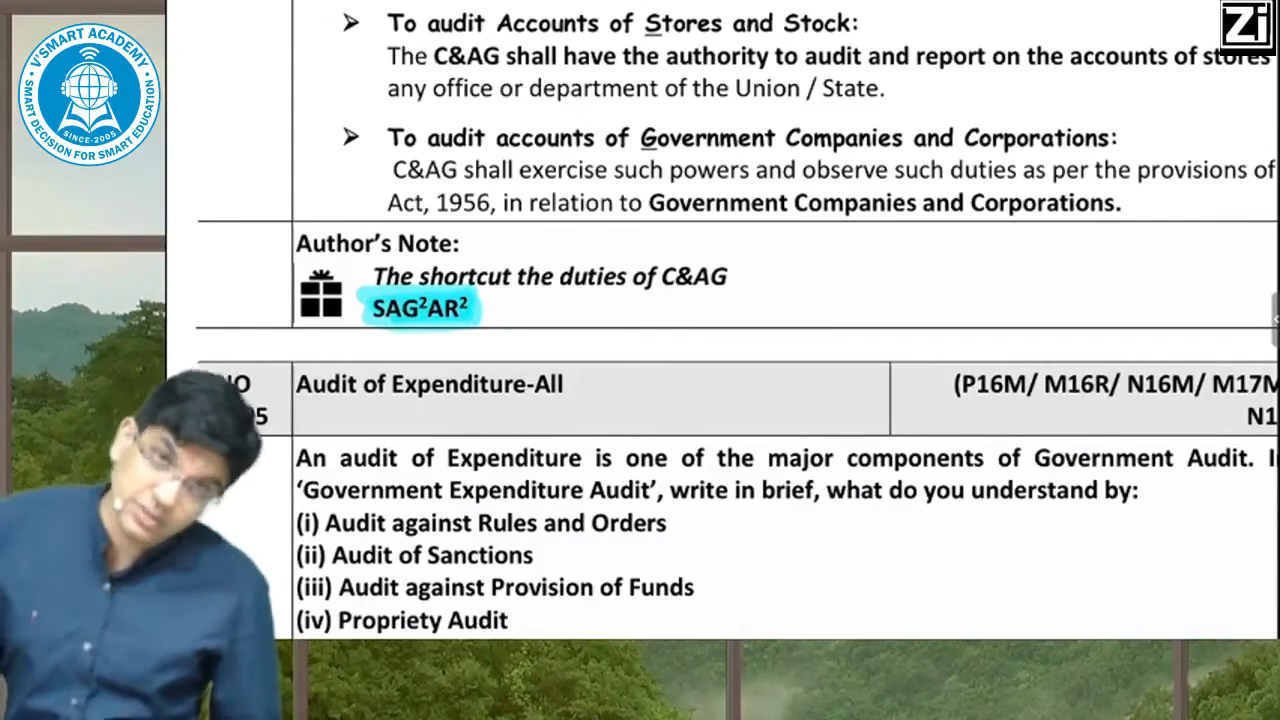 V'SMART ACADEMY
SMART DECISION FOR SMART EDUCATION
SINCE-2005
Zi
➢ To audit Accounts of Stores and Stock:
The C&AG shall have the authority to audit and report on the accounts of stores
any office or department of the Union / State.
➢ To audit accounts of Government Companies and Corporations:
C&AG shall exercise such powers and observe such duties as per the provisions of
Act, 1956, in relation to Government Companies and Corporations.
Author's Note:
The shortcut the duties of C&AG
SAG²AR²
Audit of Expenditure-All
(P16M/ M16R/ N16M/ M17M
N1
An audit of Expenditure is one of the major components of Government Audit.
'Government Expenditure Audit', write in brief, what do you understand by:
(i) Audit against Rules and Orders
(ii) Audit of Sanctions
(iii) Audit against Provision of Funds
(iv) Propriety Audit